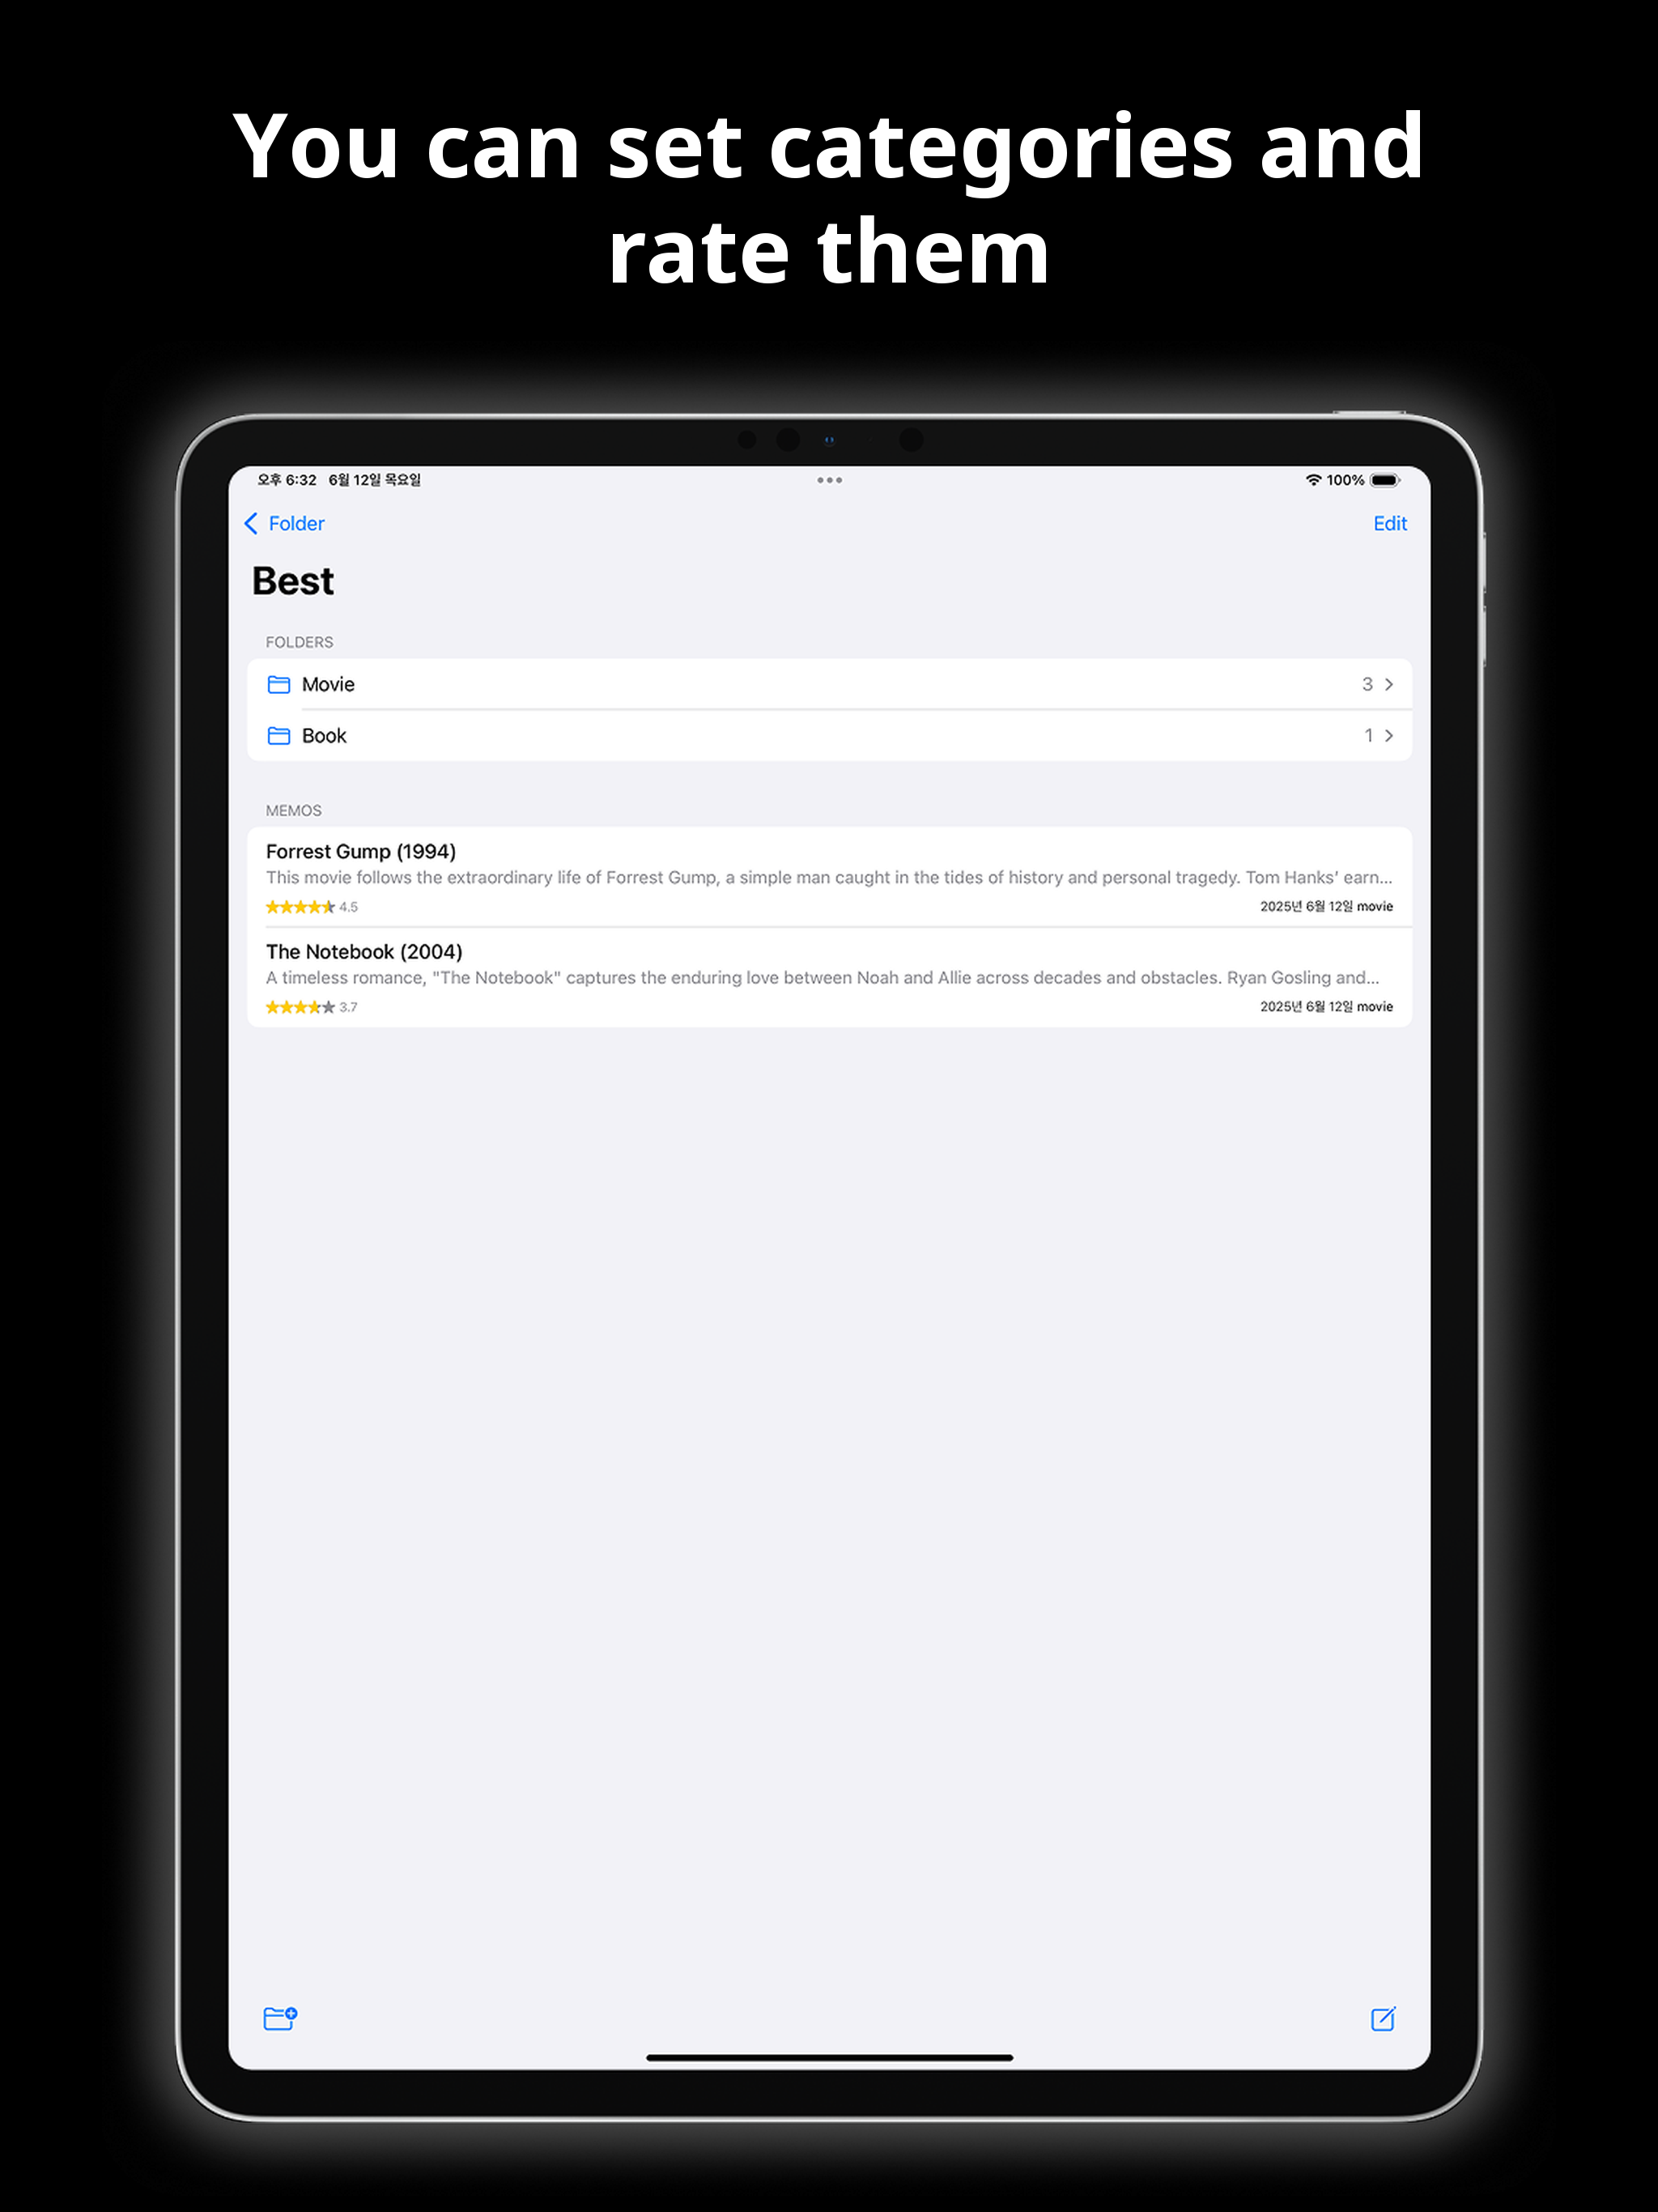 You can set categories and
rate them
오후 6:32 6월 12일 목요일
100%
Folder
Edit
Best
FOLDERS
Movie 3
Book 1
MEMOS
Forrest Gump (1994)
This movie follows the extraordinary life of Forrest Gump, a simple man caught in the tides of history and personal tragedy. Tom Hanks’ earn...
4.5 2025년 6월 12일 movie
The Notebook (2004)
A timeless romance, "The Notebook" captures the enduring love between Noah and Allie across decades and obstacles. Ryan Gosling and...
3.7 2025년 6월 12일 movie